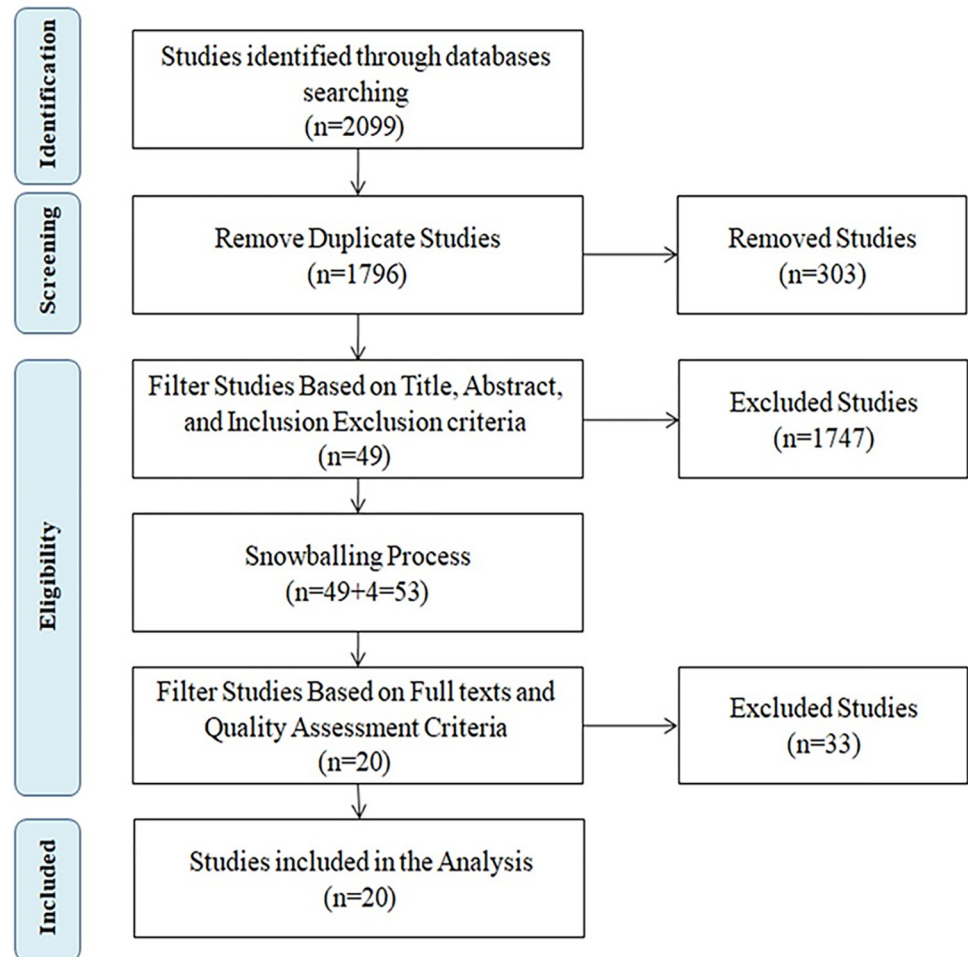 Identification
Studies identified through databases
searching
(n=2099)
Screening
Remove Duplicate Studies
(n=1796)
Removed Studies
(n=303)
Eligibility
Filter Studies Based on Title, Abstract,
and Inclusion Exclusion criteria
(n=49)
Excluded Studies
(n=1747)
Snowballing Process
(n=49+4=53)
Filter Studies Based on Full texts and
Quality Assessment Criteria
(n=20)
Excluded Studies
(n=33)
Included
Studies included in the Analysis
(n=20)